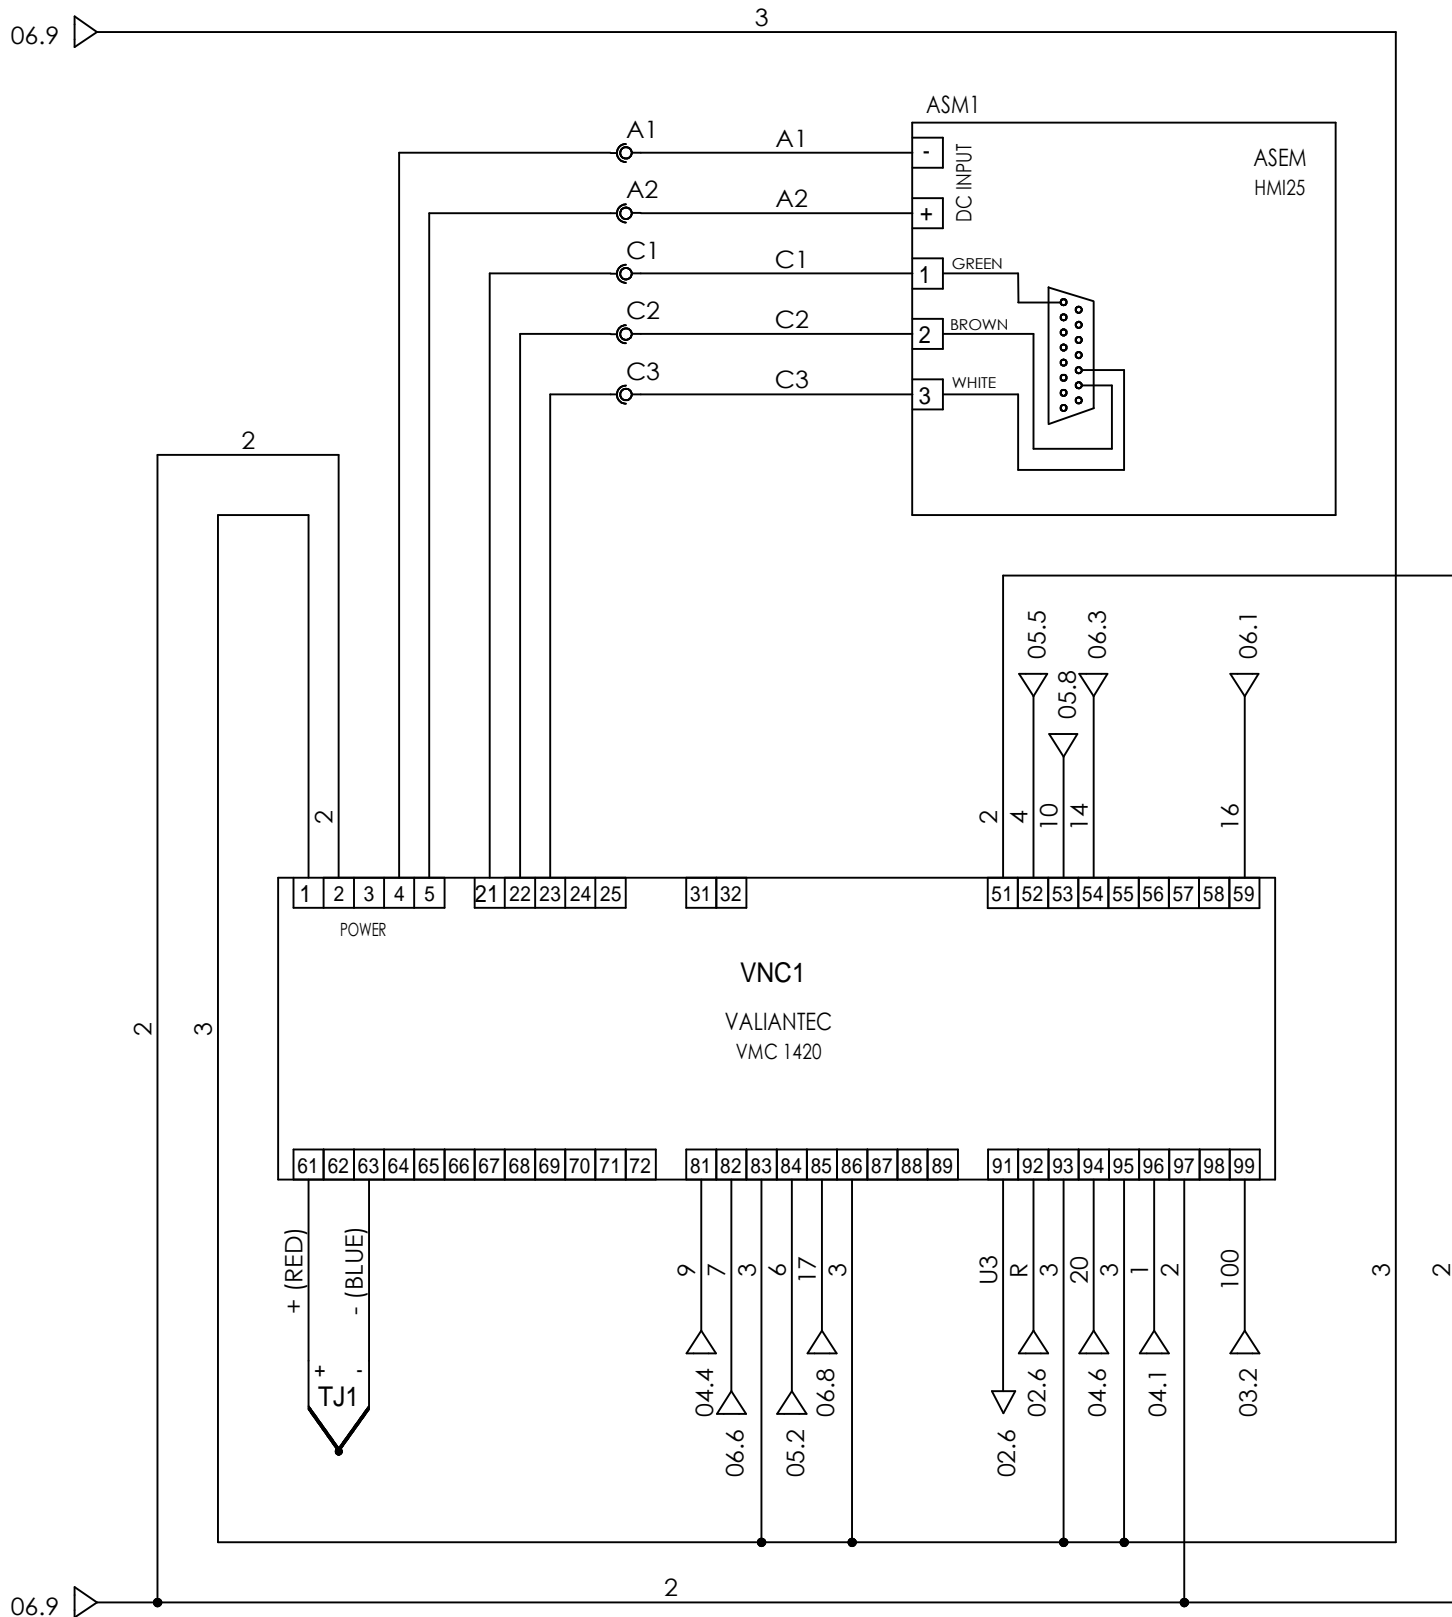 3
06.9
ASM1
A1 A1 - DC INPUT ASEM
HMI25
A2 A2 +
C1 C1 1 GREEN
C2 C2 2 BROWN
C3 C3 3 WHITE
2
05.5 06.3 06.1
05.8
2 2 4 10 14 16
1 2 3 4 5 21 22 23 24 25 31 32 51 52 53 54 55 56 57 58 59
POWER
VNC1
VALIANTEC
VMC 1420
2 3
61 62 63 64 65 66 67 68 69 70 71 72 81 82 83 84 85 86 87 88 89 91 92 93 94 95 96 97 98 99
+ (RED) - (BLUE) 9 7 3 6 17 3 U3 R 3 20 3 1 2 100 3 2
+ -
TJ1
04.4 06.8 02.6 04.6 04.1 03.2
06.6 05.2 02.6
2
06.9